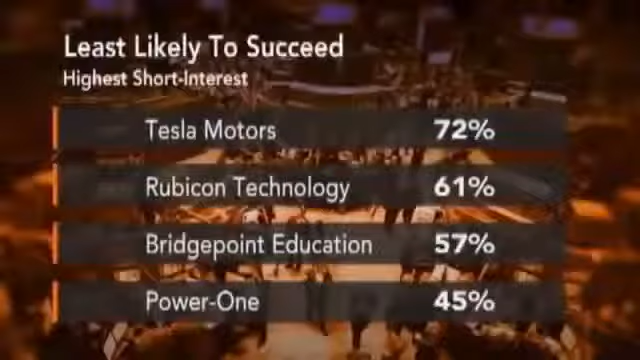 Least Likely To Succeed
Highest Short-Interest
Tesla Motors 72%
Rubicon Technology 61%
Bridgepoint Education 57%
Power-One 45%